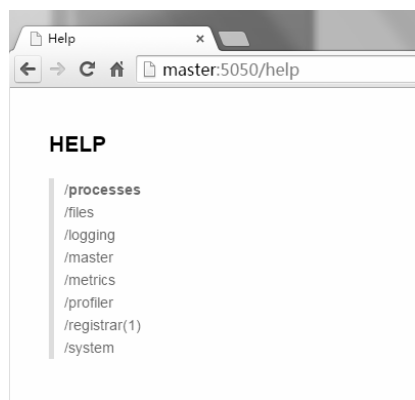 Help
master:5050/help
HELP
/processes
/files
/logging
/master
/metrics
/profiler
/registrar(1)
/system